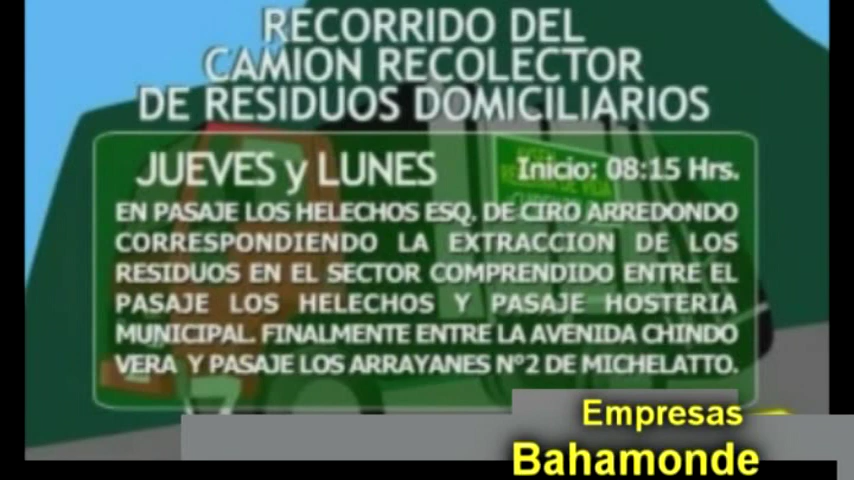 RECORRIDO DEL
CAMION RECOLECTOR
DE RESIDUOS DOMICILIARIOS
JUEVES y LUNES Inicio: 08:15 Hrs.
EN PASAJE LOS HELECHOS ESQ. DE CIRO ARREDONDO
CORRESPONDIENDO LA EXTRACCION DE LOS
RESIDUOS EN EL SECTOR COMPRENDIDO ENTRE EL
PASAJE LOS HELECHOS Y PASAJE HOSTERIA
MUNICIPAL. FINALMENTE ENTRE LA AVENIDA CHINDO
VERA Y PASAJE LOS ARRAYANES N°2 DE MICHELATTO.
Empresas
Bahamonde